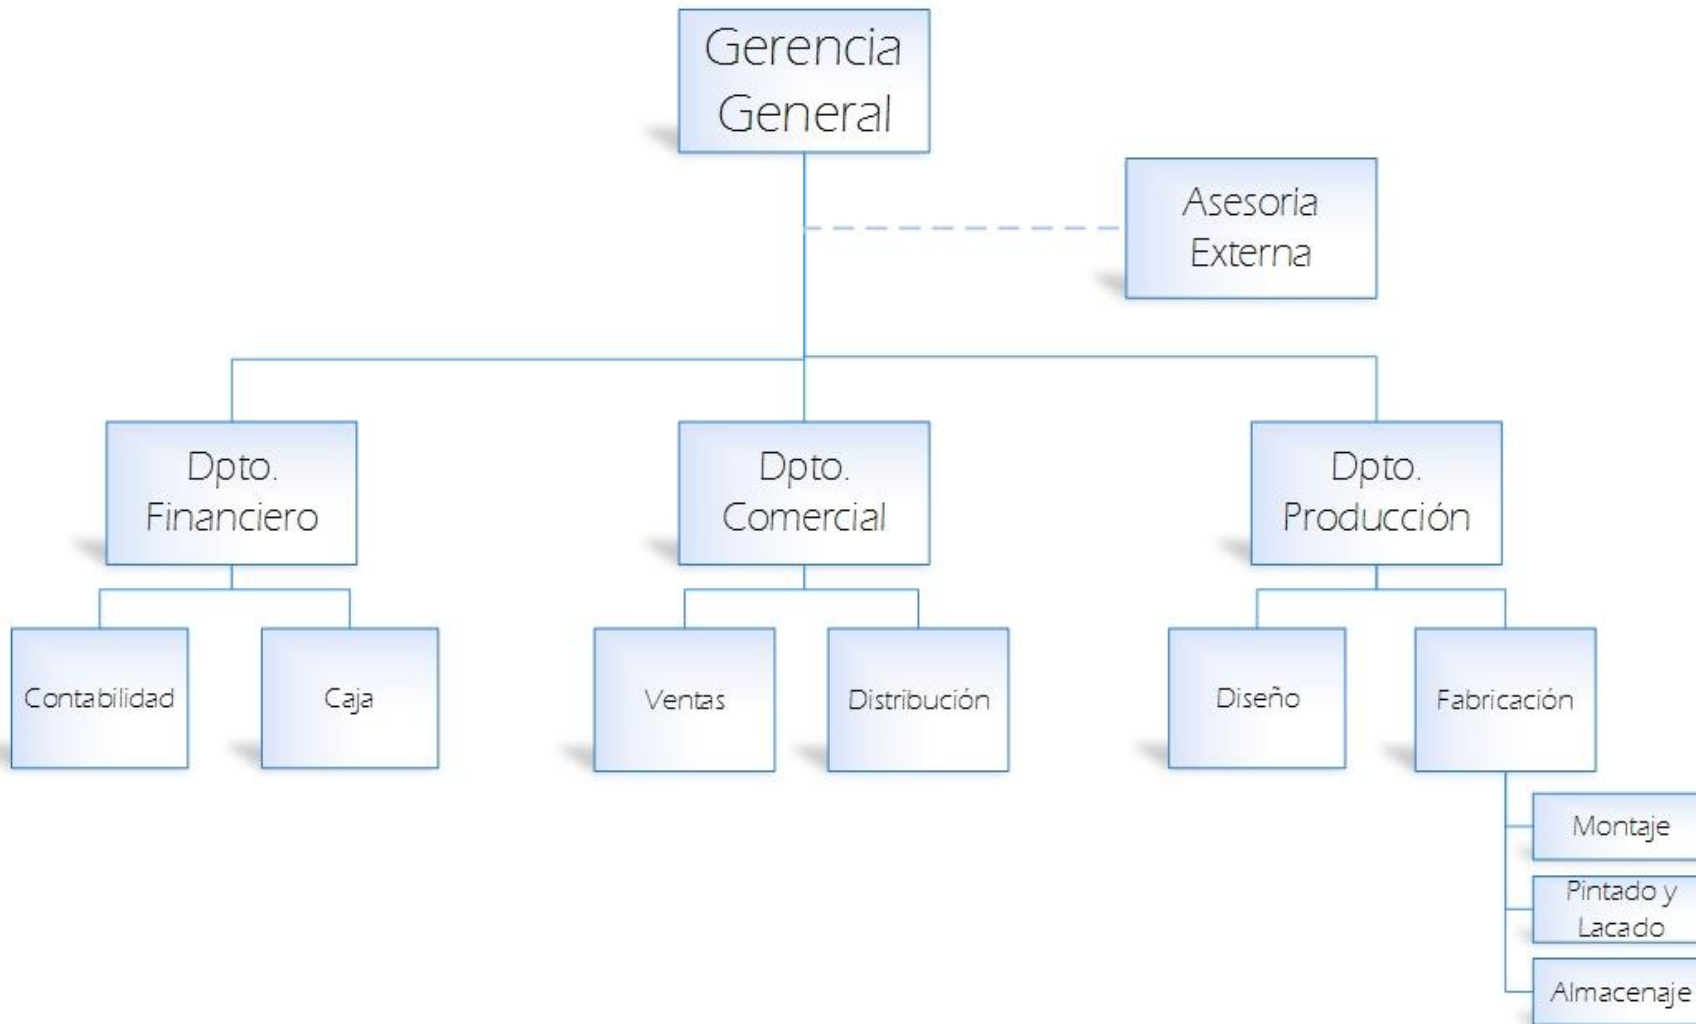 Gerencia
General
Asesoría
Externa
Dpto.
Financiero
Dpto.
Comercial
Dpto.
Producción
Contabilidad
Caja
Ventas
Distribución
Diseño
Fabricación
Montaje
Pintado y
Lacado
Almacenaje